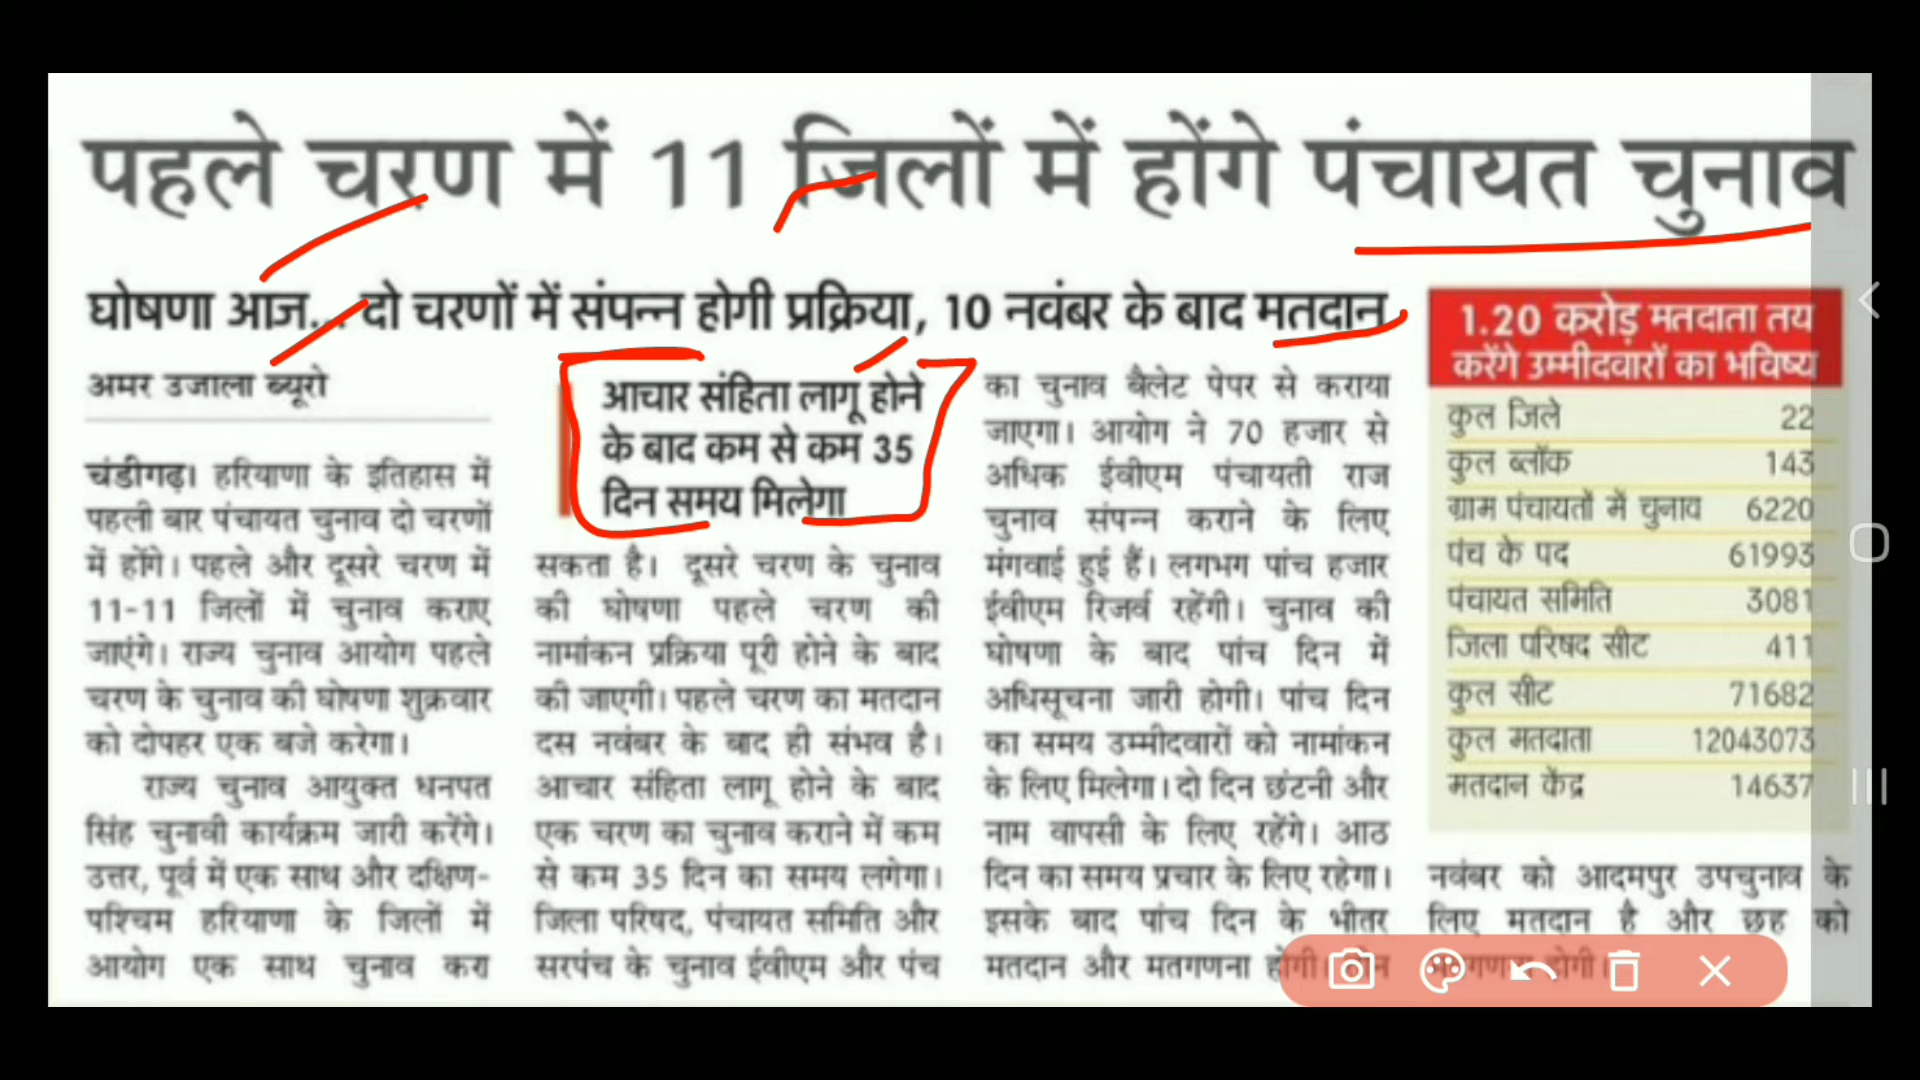 पहले चरण में 11 जिलों में होंगे पंचायत चुनाव
घोषणा आज... दो चरणों में संपन्न होगी प्रक्रिया, 10 नवंबर के बाद मतदान
अमर उजाला ब्यूरो
चंडीगढ़। हरियाणा के इतिहास में
पहली बार पंचायत चुनाव दो चरणों
में होंगे। पहले और दूसरे चरण में
11-11 जिलों में चुनाव कराए
जाएंगे। राज्य चुनाव आयोग पहले
चरण के चुनाव की घोषणा शुक्रवार
को दोपहर एक बजे करेगा।
राज्य चुनाव आयुक्त धनपत
सिंह चुनावी कार्यक्रम जारी करेंगे।
उत्तर, पूर्व में एक साथ और दक्षिण-
पश्चिम हरियाणा के जिलों में
आयोग एक साथ चुनाव करा
आचार संहिता लागू होने
के बाद कम से कम 35
दिन समय मिलेगा
सकता है। दूसरे चरण के चुनाव
की घोषणा पहले चरण की
नामांकन प्रक्रिया पूरी होने के बाद
की जाएगी। पहले चरण का मतदान
दस नवंबर के बाद ही संभव है।
आचार संहिता लागू होने के बाद
एक चरण का चुनाव कराने में कम
से कम 35 दिन का समय लगेगा।
जिला परिषद, पंचायत समिति और
सरपंच के चुनाव ईवीएम और पंच
का चुनाव बैलेट पेपर से कराया
जाएगा। आयोग ने 70 हजार से
अधिक ईवीएम पंचायती राज
चुनाव संपन्न कराने के लिए
मंगवाई हुई हैं। लगभग पांच हजार
ईवीएम रिजर्व रहेंगी। चुनाव की
घोषणा के बाद पांच दिन में
अधिसूचना जारी होगी। पांच दिन
का समय उम्मीदवारों को नामांकन
के लिए मिलेगा। दो दिन छंटनी और
नाम वापसी के लिए रहेंगे। आठ
दिन का समय प्रचार के लिए रहेगा।
इसके बाद पांच दिन के भीतर
मतदान और मतगणना होगी।
1.20 करोड़ मतदाता तय
करेंगे उम्मीदवारों का भविष्य
कुल जिले 22
कुल ब्लॉक 143
ग्राम पंचायतों में चुनाव 6220
पंच के पद 61993
पंचायत समिति 3081
जिला परिषद सीट 411
कुल सीट 71682
कुल मतदाता 12043073
मतदान केंद्र 14637
नवंबर को आदमपुर उपचुनाव के
लिए मतदान है और छह को
होगी।